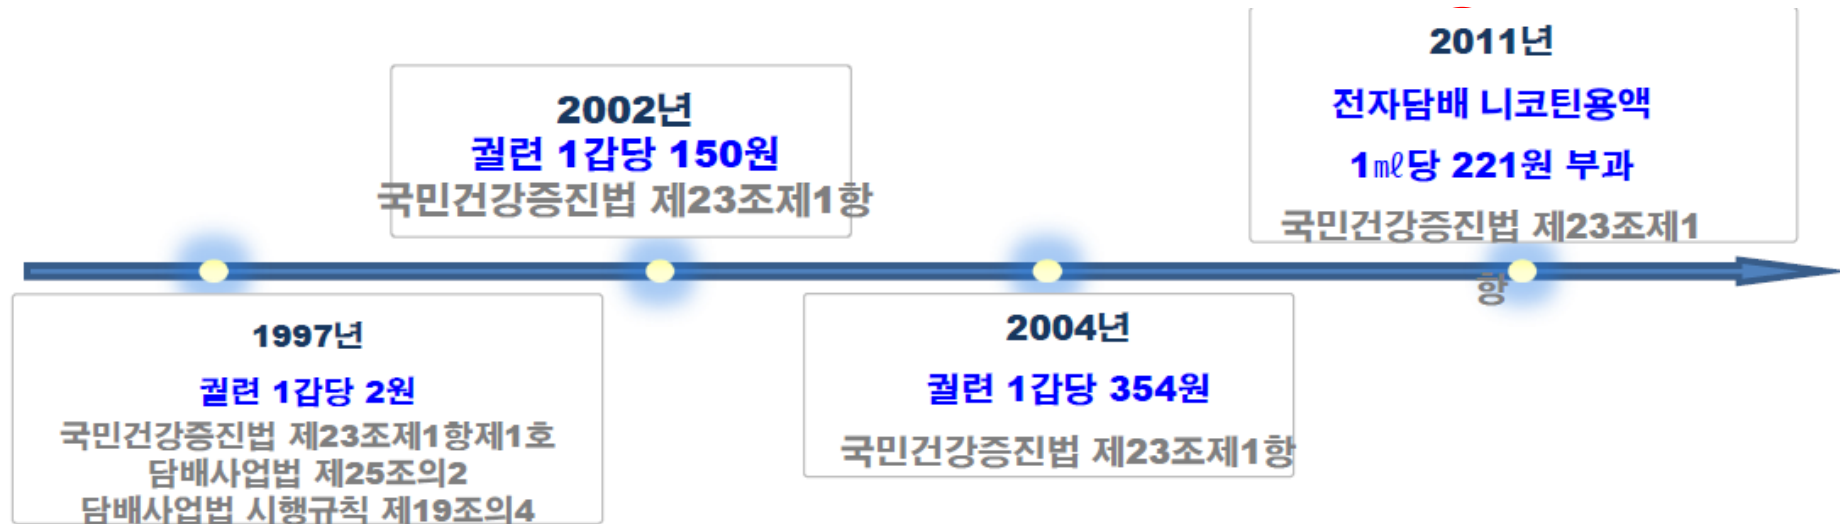 1997년
궐련 1갑당 2원
국민건강증진법 제23조제1항제1호
담배사업법 제25조의2
담배사업법 시행규칙 제19조의4
2002년
궐련 1갑당 150원
국민건강증진법 제23조제1항
2004년
궐련 1갑당 354원
국민건강증진법 제23조제1항
2011년
전자담배 니코틴용액
1㎖당 221원 부과
국민건강증진법 제23조제1
항